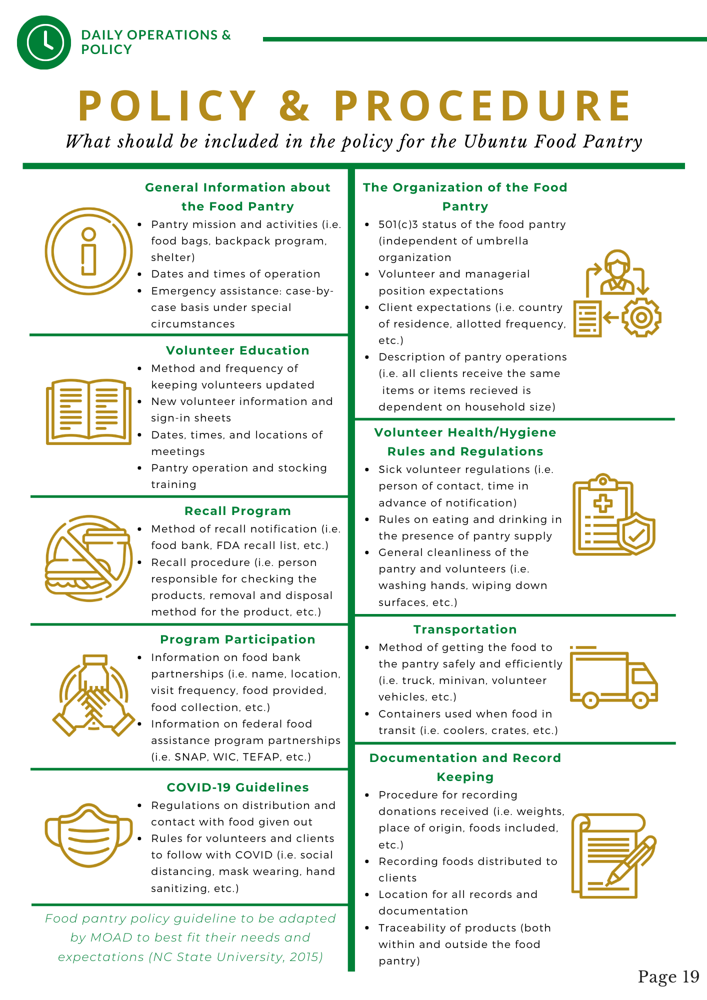 DAILY OPERATIONS &
POLICY
POLICY & PROCEDURE
What should be included in the policy for the Ubuntu Food Pantry
General Information about
the Food Pantry
• Pantry mission and activities (i.e.
food bags, backpack program,
shelter)
• Dates and times of operation
• Emergency assistance: case-by-
case basis under special
circumstances
Volunteer Education
• Method and frequency of
keeping volunteers updated
• New volunteer information and
sign-in sheets
• Dates, times, and locations of
meetings
• Pantry operation and stocking
training
Recall Program
• Method of recall notification (i.e.
food bank, FDA recall list, etc.)
• Recall procedure (i.e. person
responsible for checking the
products, removal and disposal
method for the product, etc.)
Program Participation
• Information on food bank
partnerships (i.e. name, location,
visit frequency, food provided,
food collection, etc.)
• Information on federal food
assistance program partnerships
(i.e. SNAP, WIC, TEFAP, etc.)
COVID-19 Guidelines
• Regulations on distribution and
contact with food given out
• Rules for volunteers and clients
to follow with COVID (i.e. social
distancing, mask wearing, hand
sanitizing, etc.)
Food pantry policy guideline to be adapted
by MOAD to best fit their needs and
expectations (NC State University, 2015)
The Organization of the Food
Pantry
• 501(c)3 status of the food pantry
(independent of umbrella
organization
• Volunteer and managerial
position expectations
• Client expectations (i.e. country
of residence, allotted frequency,
etc.)
• Description of pantry operations
(i.e. all clients receive the same
items or items recieved is
dependent on household size)
Volunteer Health/Hygiene
Rules and Regulations
• Sick volunteer regulations (i.e.
person of contact, time in
advance of notification)
• Rules on eating and drinking in
the presence of pantry supply
• General cleanliness of the
pantry and volunteers (i.e.
washing hands, wiping down
surfaces, etc.)
Transportation
• Method of getting the food to
the pantry safely and efficiently
(i.e. truck, minivan, volunteer
vehicles, etc.)
• Containers used when food in
transit (i.e. coolers, crates, etc.)
Documentation and Record
Keeping
• Procedure for recording
donations received (i.e. weights,
place of origin, foods included,
etc.)
• Recording foods distributed to
clients
• Location for all records and
documentation
• Traceability of products (both
within and outside the food
pantry)
Page 19